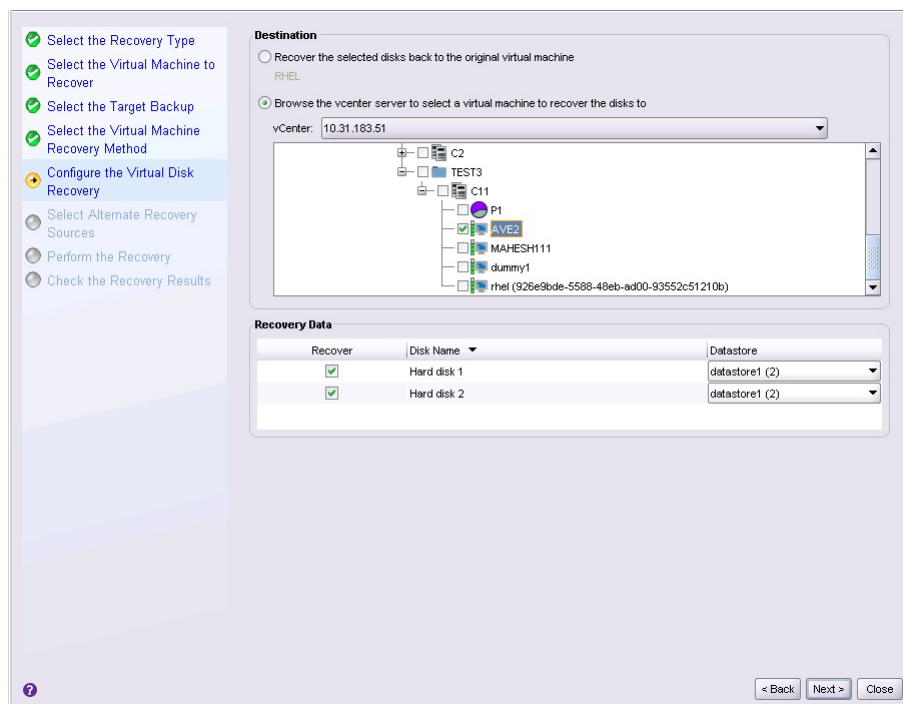 Select the Recovery Type
Select the Virtual Machine to
Recover
Select the Target Backup
Select the Virtual Machine
Recovery Method
Configure the Virtual Disk
Recovery
Select Alternate Recovery
Sources
Perform the Recovery
Check the Recovery Results
Destination
Recover the selected disks back to the original virtual machine
RHEL
Browse the vcenter server to select a virtual machine to recover the disks to
vCenter: 10.31.183.51
C2
TEST3
C11
P1
AVE2
MAHESH111
dummy1
rhel (926e9bde-5588-48eb-ad00-93552c51210b)
Recovery Data
Recover Disk Name Datastore
Hard disk 1 datastore1 (2)
Hard disk 2 datastore1 (2)
?
< Back Next > Close